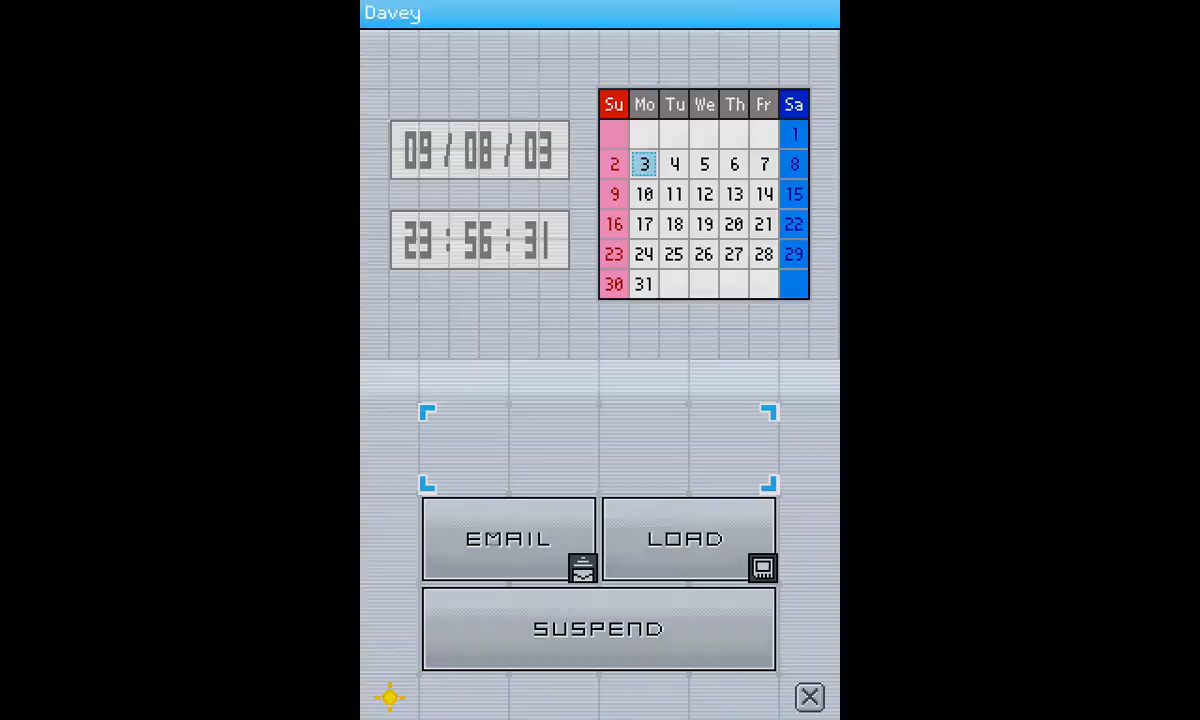 Davey
09/08/03
23:56:31
Su Mo Tu We Th Fr Sa
1
2 3 4 5 6 7 8
9 10 11 12 13 14 15
16 17 18 19 20 21 22
23 24 25 26 27 28 29
30 31
EMAIL LOAD
SUSPEND